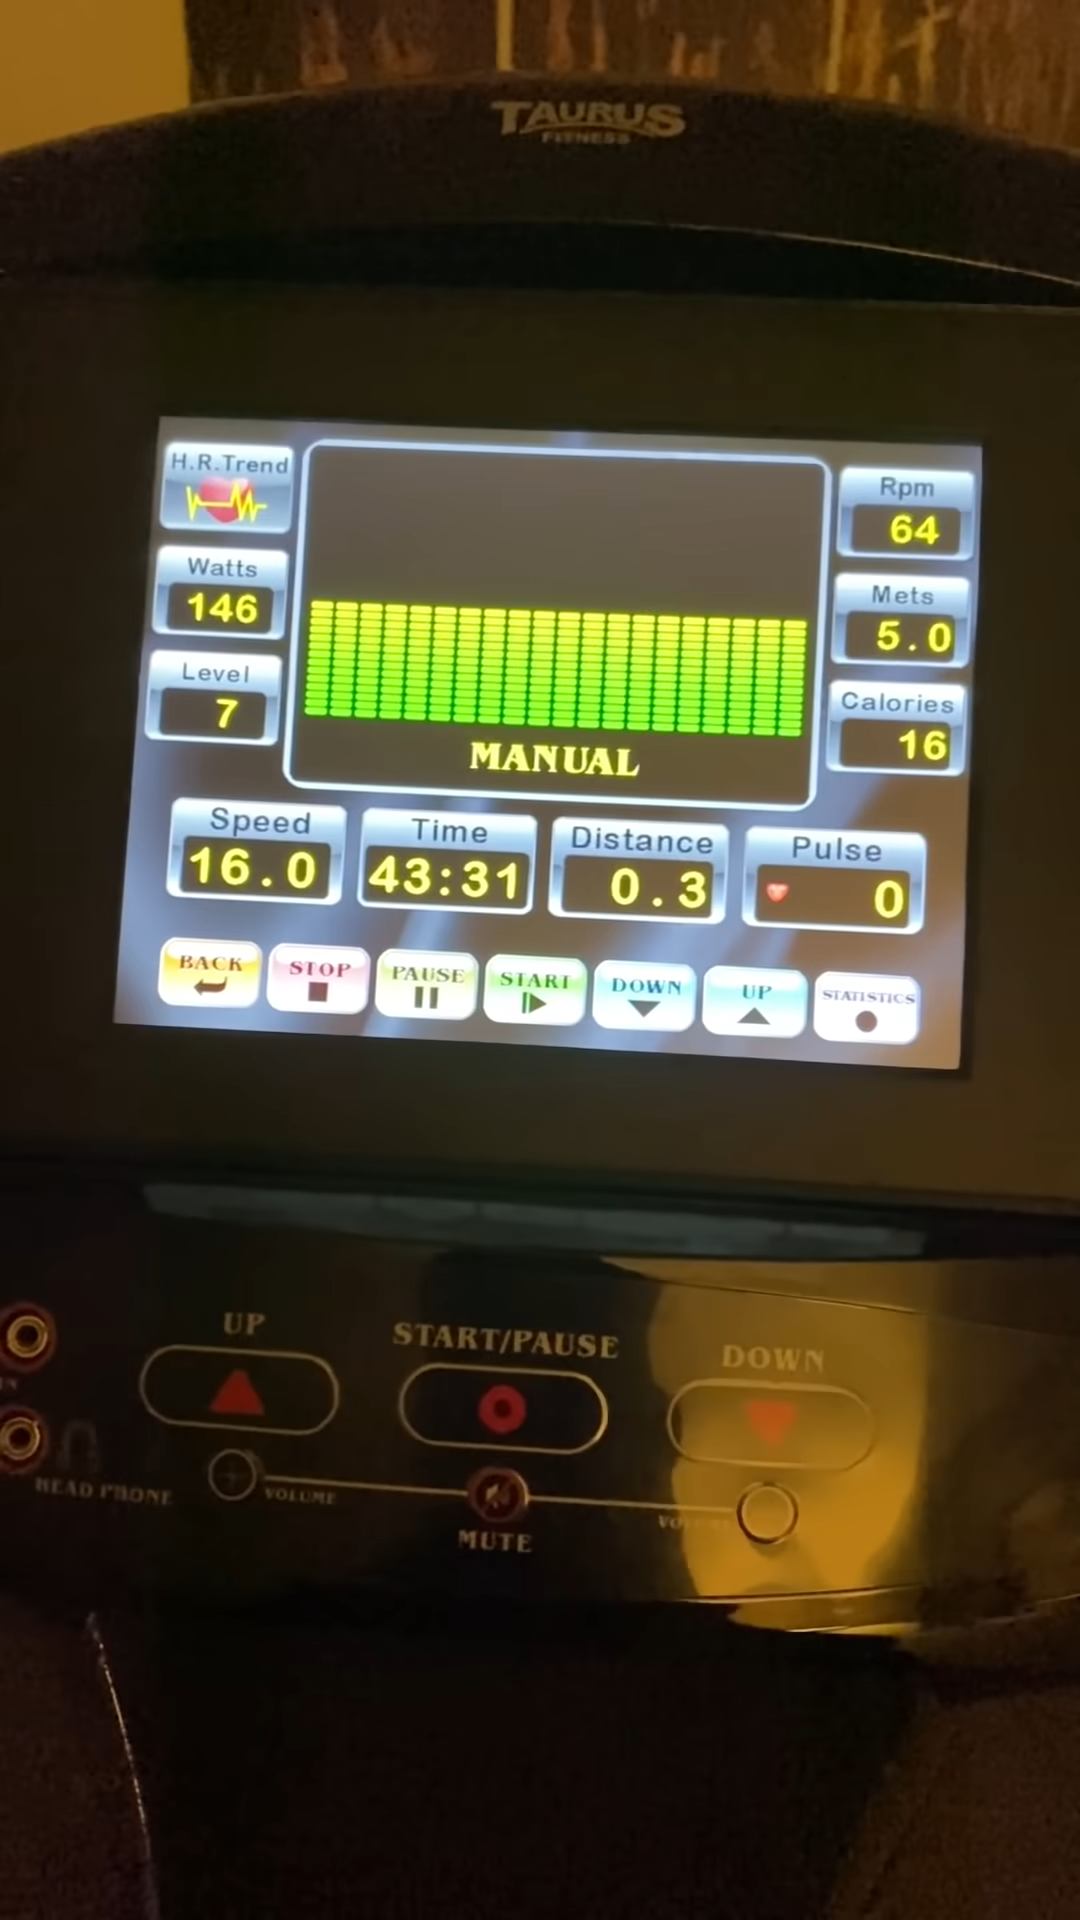 TAURUS
FITNESS
H.R.Trend
Watts
146
Level
7
MANUAL
Rpm
64
Mets
5.0
Calories
16
Speed
16.0
Time
43:31
Distance
0.3
Pulse
0
BACK
STOP
PAUSE
START
DOWN
UP
STATISTICS
UP
START/PAUSE
DOWN
HEAD PHONE
VOLUME
MUTE